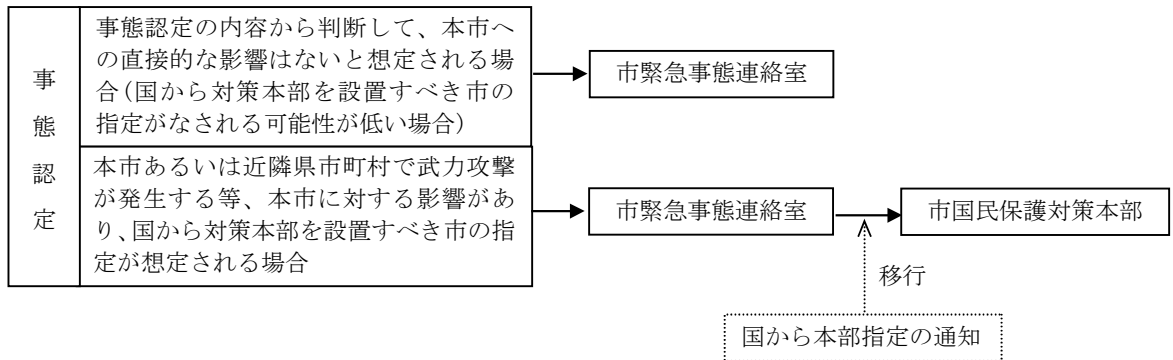 事態認定
事態認定の内容から判断して、本市へ
の直接的な影響はないと想定される場
合(国から対策本部を設置すべき市の
指定がなされる可能性が低い場合)
市緊急事態連絡室
本市あるいは近隣県市町村で武力攻撃
が発生する等、本市に対する影響があ
り、国から対策本部を設置すべき市の指
定が想定される場合
市緊急事態連絡室
市国民保護対策本部
移行
国から本部指定の通知